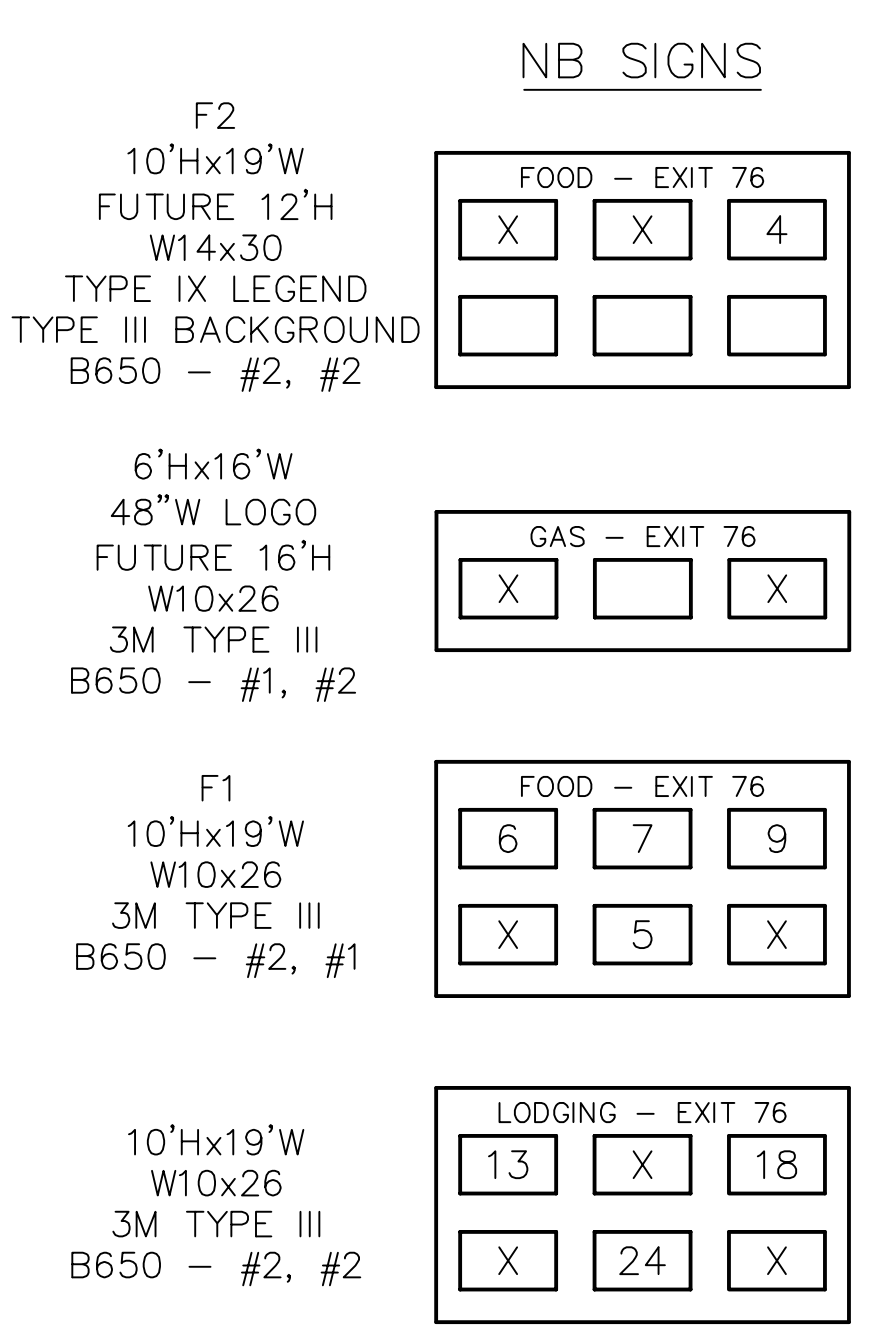 NB SIGNS
F2
10'Hx19'W
FUTURE 12'H
W14x30
TYPE IX LEGEND
TYPE III BACKGROUND
B650 – #2, #2
FOOD – EXIT 76
X X 4
6'Hx16'W
48”W LOGO
FUTURE 16'H
W10x26
3M TYPE III
B650 – #1, #2
GAS – EXIT 76
X X
F1
10'Hx19'W
W10x26
3M TYPE III
B650 – #2, #1
FOOD – EXIT 76
6 7 9
X 5 X
10'Hx19'W
W10x26
3M TYPE III
B650 – #2, #2
LODGING – EXIT 76
13 X 18
X 24 X